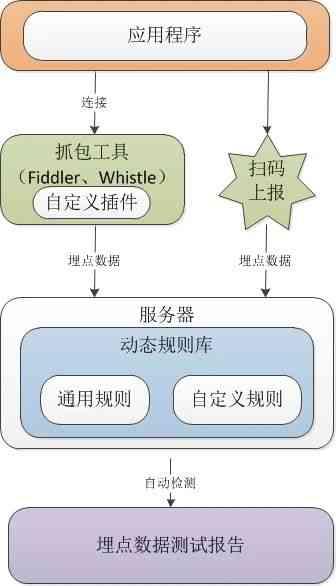 应用程序
连接
抓包工具
（Fiddler、Whistle）
自定义插件
扫码
上报
埋点数据
埋点数据
服务器
动态规则库
通用规则
自定义规则
自动检测
埋点数据测试报告